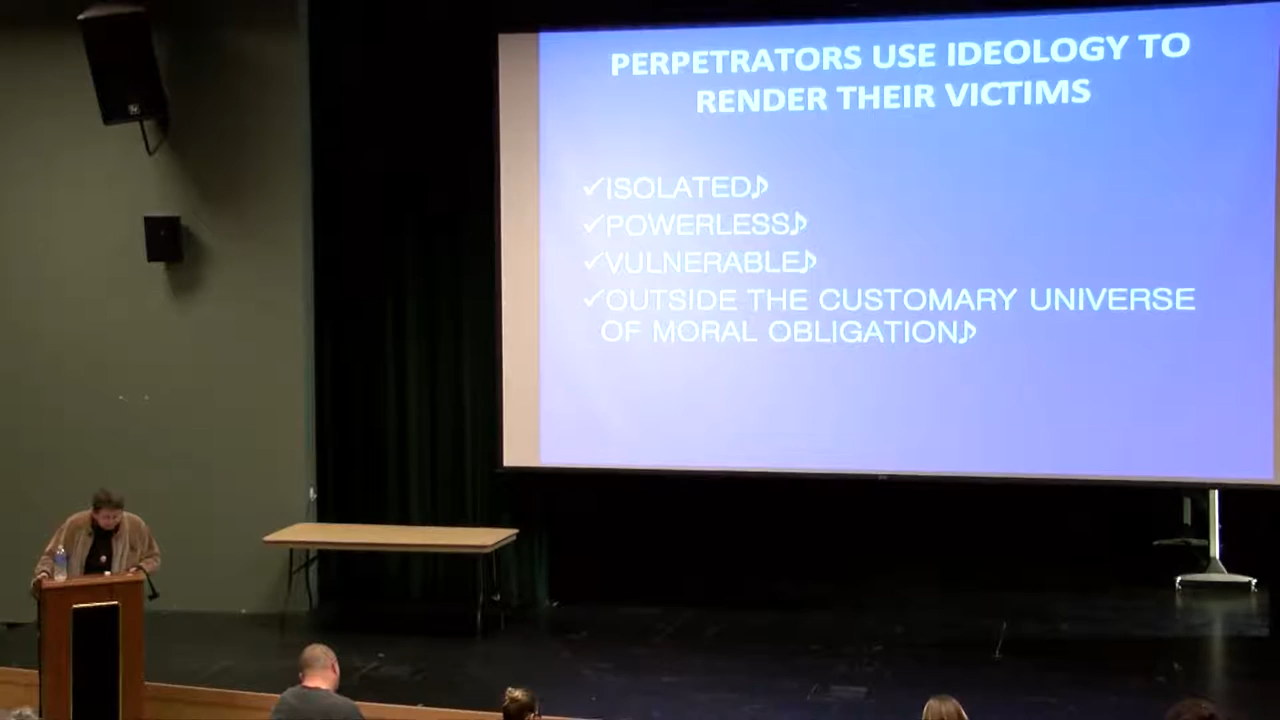 PERPETRATORS USE IDEOLOGY TO
RENDER THEIR VICTIMS
✓ISOLATED♪
✓POWERLESS♪
✓VULNERABLE♪
✓OUTSIDE THE CUSTOMARY UNIVERSE
OF MORAL OBLIGATION♪